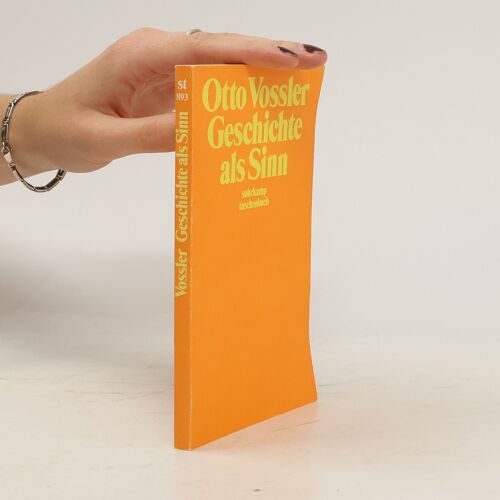 Otto Vossler
Geschichte
als Sinn
suhrkamp
taschenbuch
st
893
Vossler Geschichte als Sinn